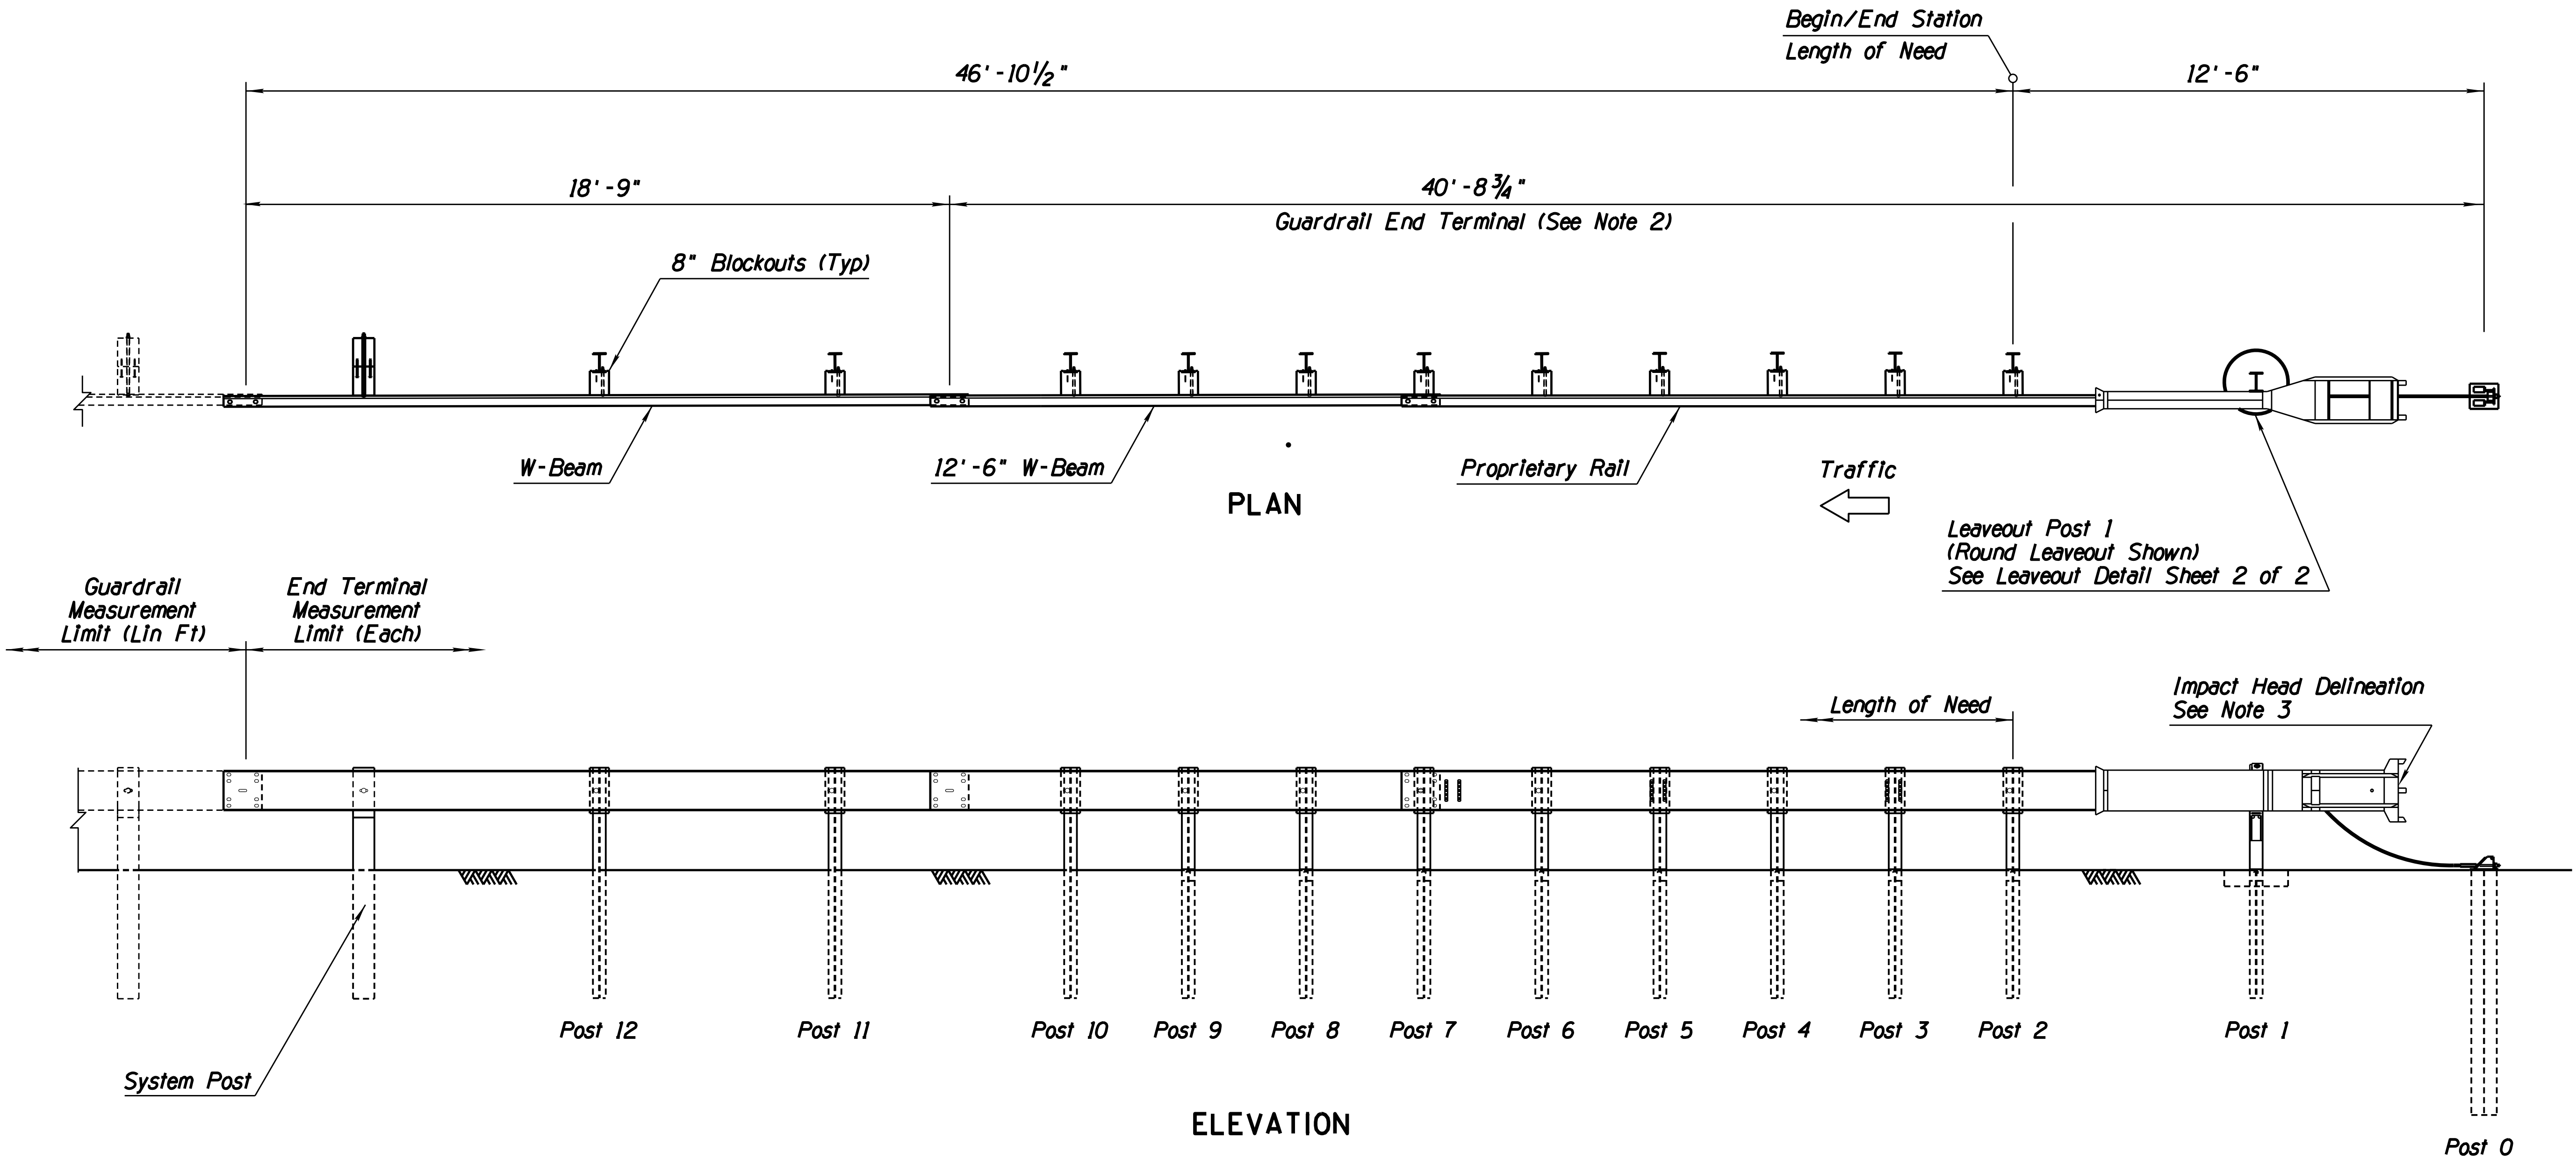 Begin/End Station
Length of Need
46'-10½"
12'-6"
18'-9"
40'-8¾"
Guardrail End Terminal (See Note 2)
8" Blockouts (Typ)
W-Beam
12'-6" W-Beam
Proprietary Rail
Traffic
PLAN
Leaveout Post 1
(Round Leaveout Shown)
See Leaveout Detail Sheet 2 of 2
Guardrail
Measurement
Limit (Lin Ft)
End Terminal
Measurement
Limit (Each)
Length of Need
Impact Head Delineation
See Note 3
Post 12
Post 11
Post 10
Post 9
Post 8
Post 7
Post 6
Post 5
Post 4
Post 3
Post 2
Post 1
System Post
ELEVATION
Post 0